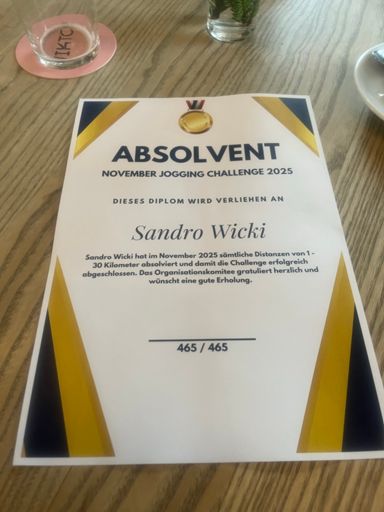 IKTC
ABSOLVENT
NOVEMBER JOGGING CHALLENGE 2025
DIESES DIPLOM WIRD VERLIEHEN AN
Sandro Wicki
Sandro Wicki hat im November 2025 sämtliche Distanzen von 1 -
30 Kilometer absolviert und damit die Challenge erfolgreich
abgeschlossen. Das Organisationskomitee gratuliert herzlich und
wünscht eine gute Erholung.
465 / 465